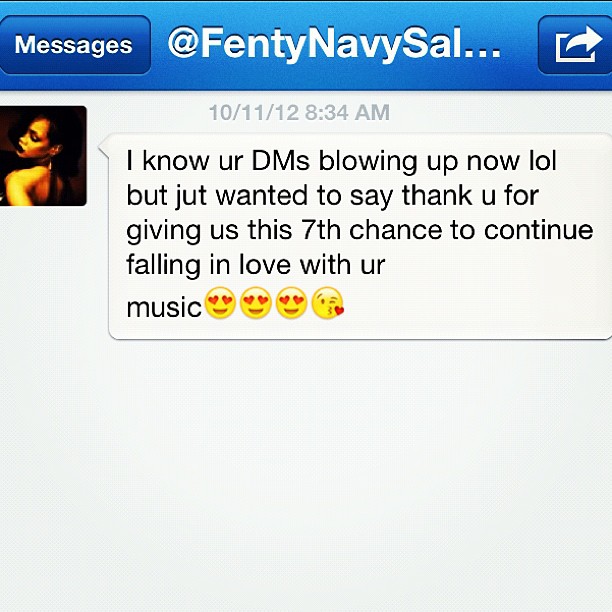 Messages
@FentyNavySal...
10/11/12 8:34 AM
I know ur DMs blowing up now lol
but jut wanted to say thank u for
giving us this 7th chance to continue
falling in love with ur
music😍😍😍😘